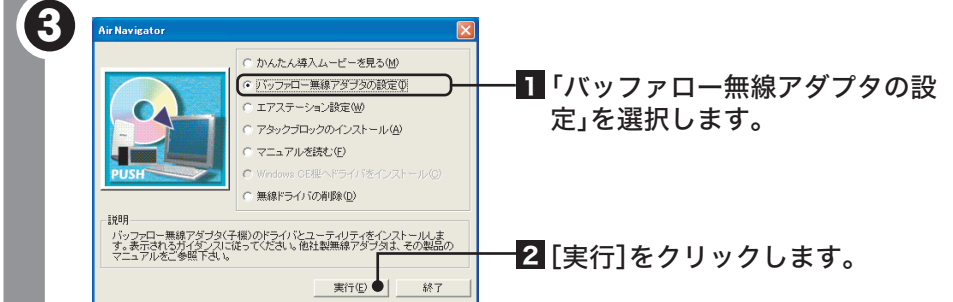 3
Air Navigator
かんたん導入ムービーを見る(M)
バッファロー無線アダプタの設定(I)
エアステーション設定(W)
アタックブロックのインストール(A)
マニュアルを読む(F)
Windows CE機へドライバをインストール(C)
無線ドライバの削除(D)
PUSH
説明
バッファロー無線アダプタ(子機)のドライバとユーティリティをインストールしま
す。表示されるガイダンスに従ってください。他社製無線アダプタは、その製品の
マニュアルをご参照下さい。
実行(E)
終了
1 「バッファロー無線アダプタの設
定」を選択します。
2 [実行]をクリックします。